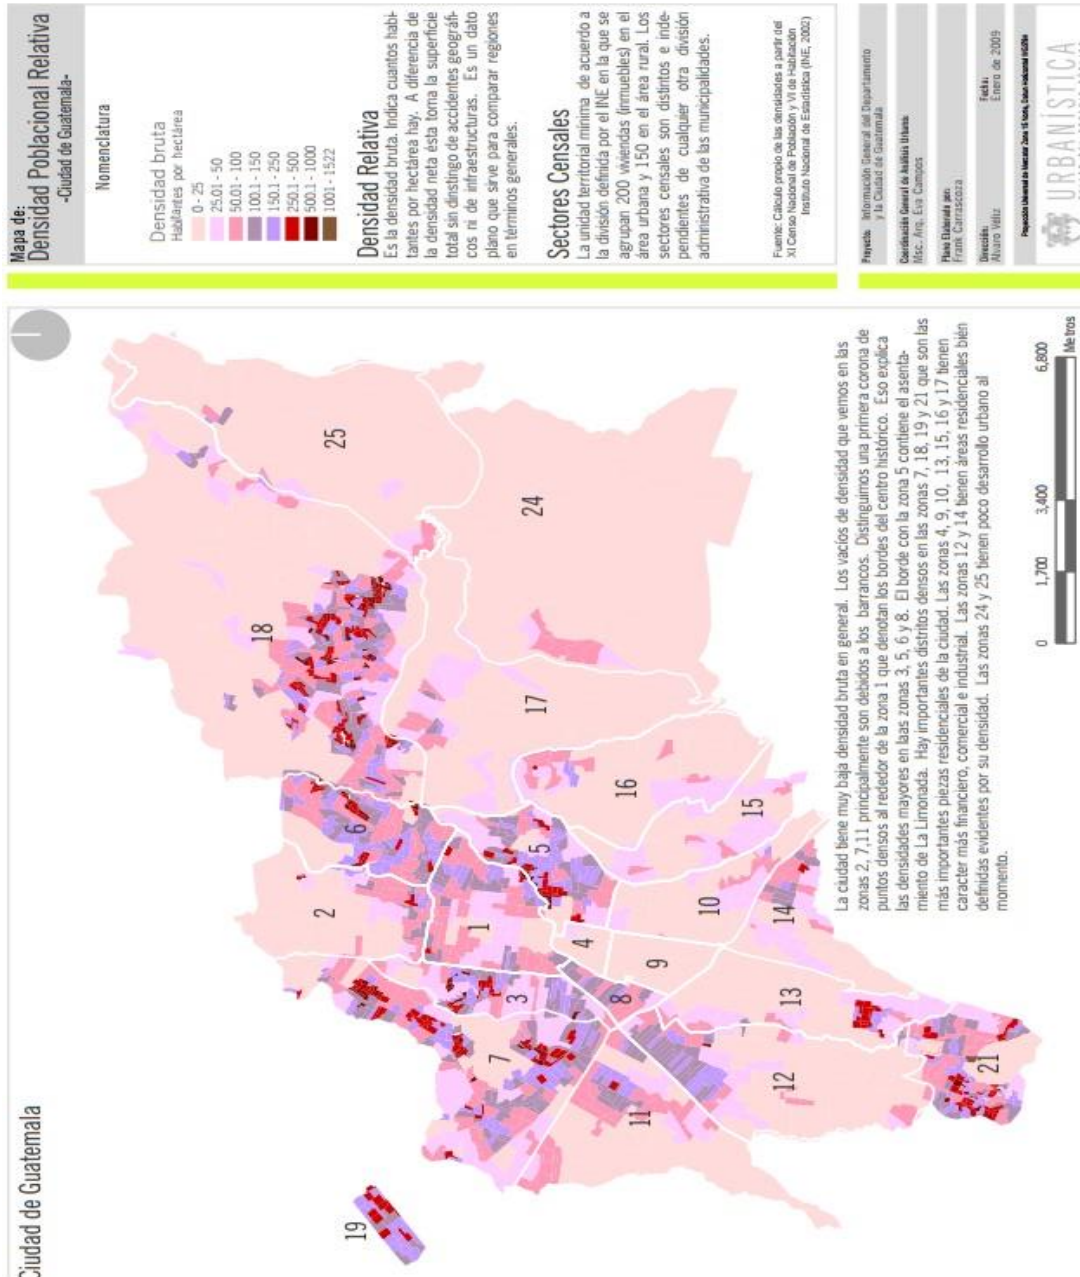 Ciudad de Guatemala
19
7
3
2
1
6
18
25
24
17
16
15
5
4
10
14
9
8
13
12
11
21
La ciudad tiene muy baja densidad bruta en general. Los vacíos de densidad que vemos en las
zonas 2, 7,11 principalmente son debidos a los barrancos. Distinguimos una primera corona de
puntos densos al rededor de la zona 1 que denotan los bordes del centro histórico. Eso explica
las densidades mayores en laas zonas 3, 5, 6 y 8. El borde con la zona 5 contiene el asenta-
miento de La Limonada. Hay importantes distritos densos en las zonas 7, 18, 19 y 21 que son las
más importantes piezas residenciales de la ciudad. Las zonas 4, 9, 10, 13, 15, 16 y 17 tienen
caracter más financiero, comercial e industrial. Las zonas 12 y 14 tienen áreas residenciales bién
definidas evidentes por su densidad. Las zonas 24 y 25 tienen poco desarrollo urbano al
momento.
0 1,700 3,400 6,800
Metros
Mapa de:
Densidad Poblacional Relativa
-Ciudad de Guatemala-
Nomenclatura
Densidad bruta
Habitantes por hectárea
0 - 25
25.01 - 50
50.01 - 100
100.1 - 150
150.1 - 250
250.1 - 500
500.1 - 1000
1001 - 1522
Densidad Relativa
Es la densidad bruta. Indica cuantos habi-
tantes por hectárea hay. A diferencia de
la densidad neta ésta toma la superficie
total sin distingo de accidentes geográfi-
cos ni de infraestructuras. Es un dato
plano que sirve para comparar regiones
en términos generales.
Sectores Censales
La unidad territorial mínima de acuerdo a
la división definida por el INE en la que se
agrupan 200 viviendas (inmuebles) en el
área urbana y 150 en el área rural. Los
sectores censales son distintos e inde-
pendientes de cualquier otra división
administrativa de las municipalidades.
Fuente: Cálculo propio de las densidades a partir del
XI Censo Nacional de Población y VI de Habitación
Instituto Nacional de Estadística (INE, 2002)
Proyecto: Información General del Departamento
y la Ciudad de Guatemala
Coordinación General de Análisis Urbano:
Msc. Arq. Eva Campos
Plano Elaborado por:
Frank Carrascoza
Dirección: Fecha:
Alvaro Véliz Enero de 2009
URBANÍSTICA